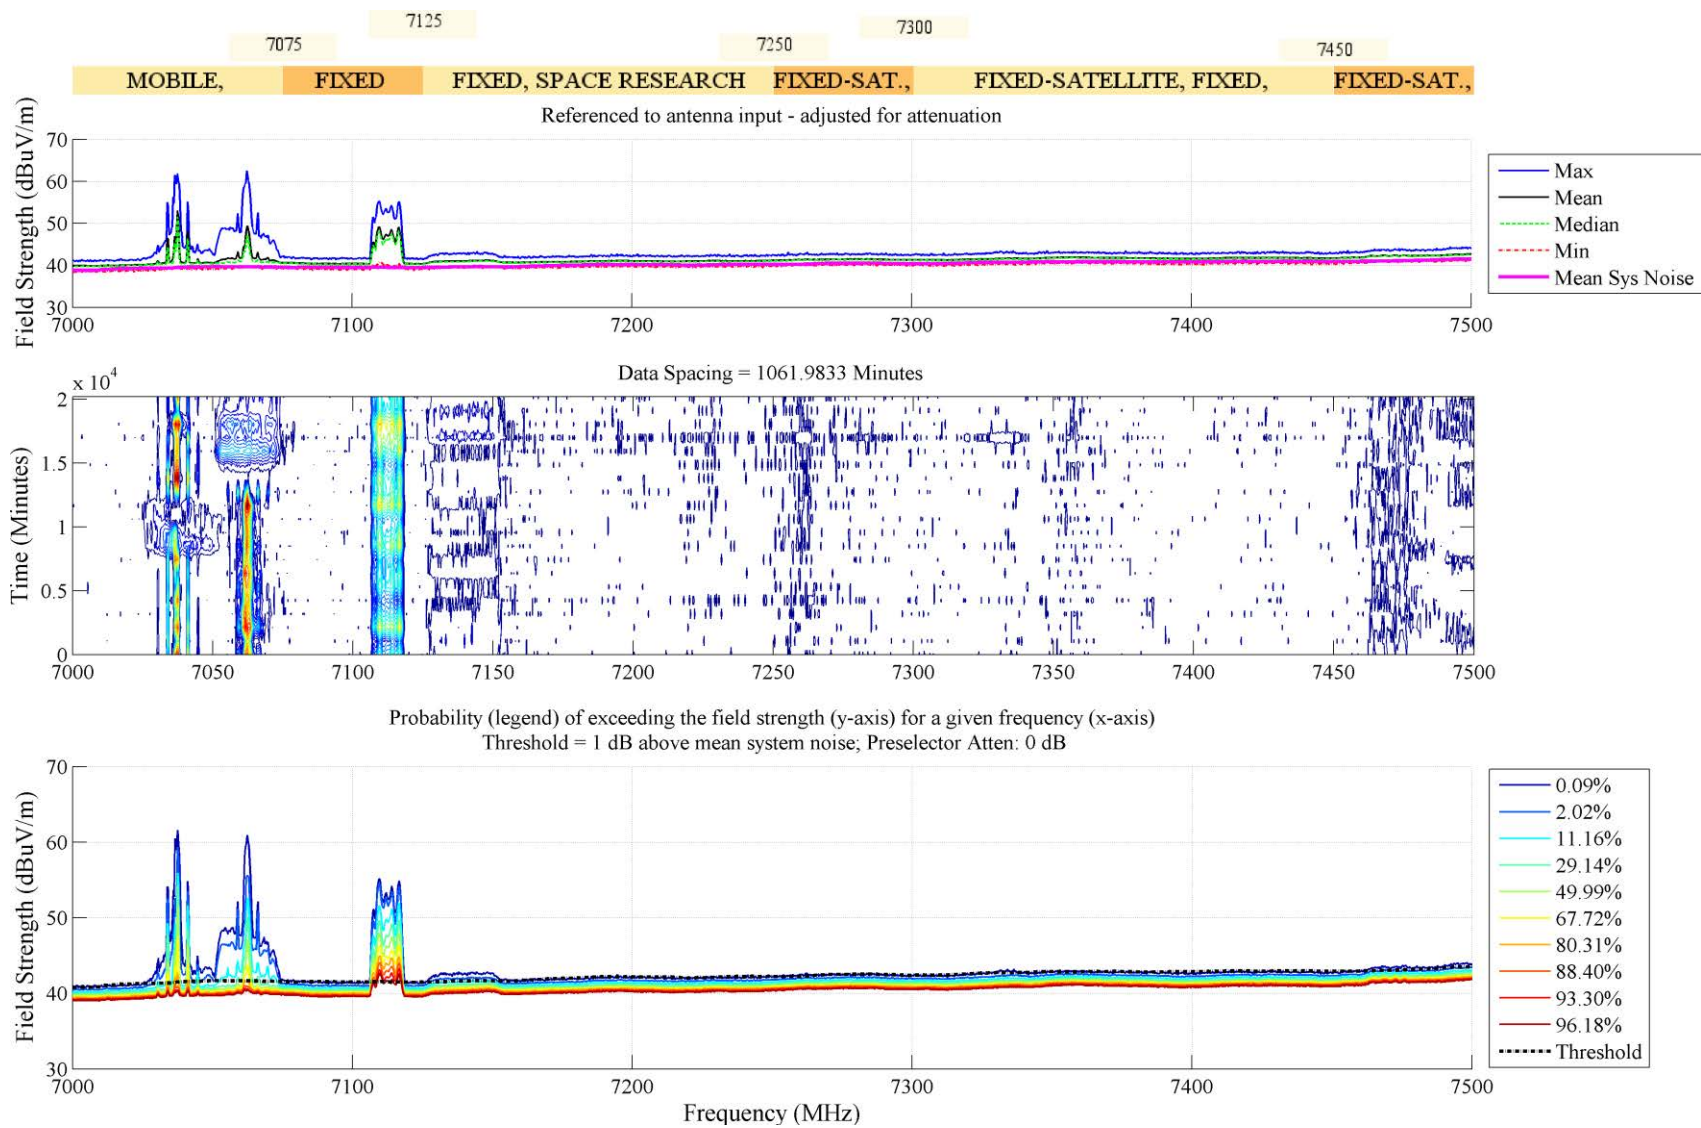 7125
7300
7075
7250
7450
MOBILE, FIXED FIXED, SPACE RESEARCH FIXED-SAT., FIXED-SATELLITE, FIXED, FIXED-SAT.,
Referenced to antenna input - adjusted for attenuation
Field Strength (dBuV/m)
70
60
50
40
30
7000 7100 7200 7300 7400 7500
Max
Mean
Median
Min
Mean Sys Noise
Data Spacing = 1061.9833 Minutes
x 10^4
Time (Minutes)
2
1.5
1
0.5
0
7000 7050 7100 7150 7200 7250 7300 7350 7400 7450 7500
Probability (legend) of exceeding the field strength (y-axis) for a given frequency (x-axis)
Threshold = 1 dB above mean system noise; Preselector Atten: 0 dB
Field Strength (dBuV/m)
70
60
50
40
30
7000 7100 7200 7300 7400 7500
Frequency (MHz)
0.09%
2.02%
11.16%
29.14%
49.99%
67.72%
80.31%
88.40%
93.30%
96.18%
Threshold